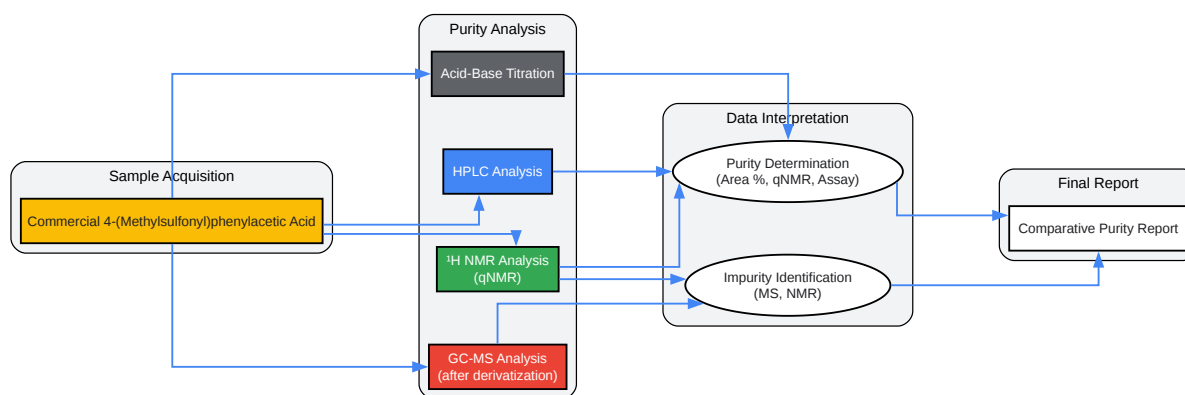 Sample Acquisition
Commercial 4-(Methylsulfonyl)phenylacetic Acid
Purity Analysis
Acid-Base Titration
HPLC Analysis
¹H NMR Analysis
(qNMR)
GC-MS Analysis
(after derivatization)
Data Interpretation
Purity Determination
(Area %, qNMR, Assay)
Impurity Identification
(MS, NMR)
Final Report
Comparative Purity Report